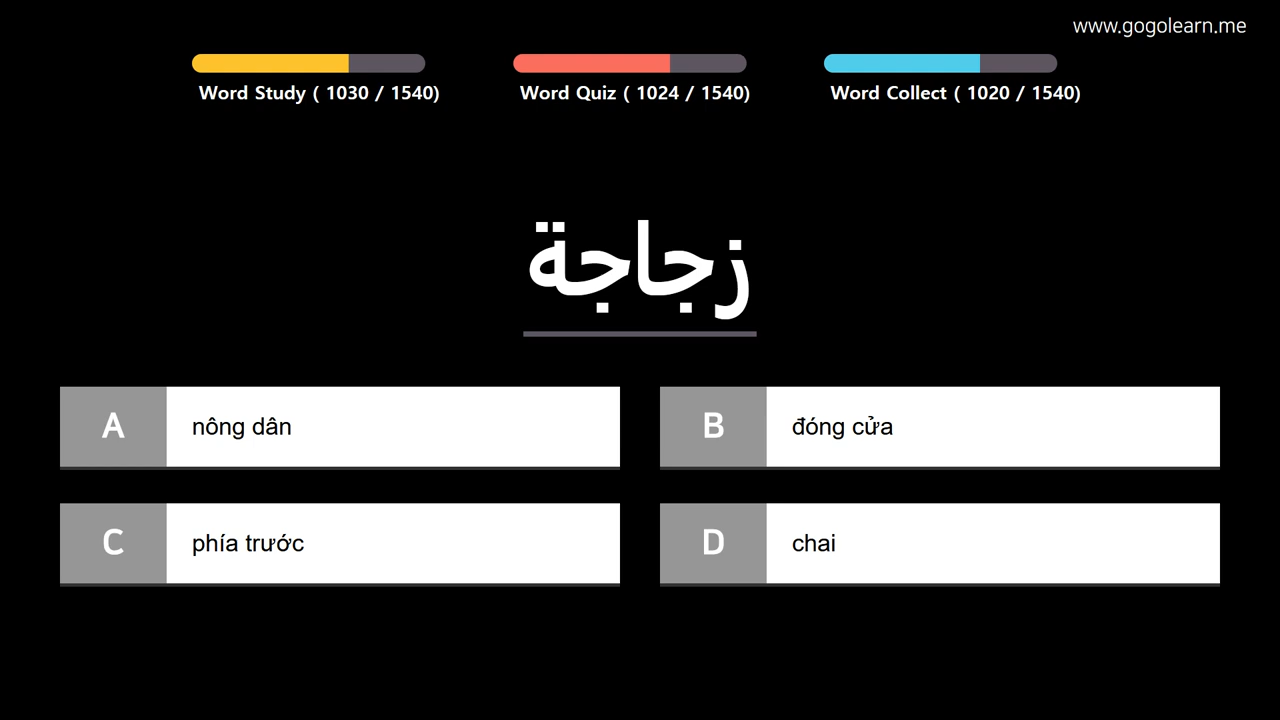 www.gogolearn.me
Word Study ( 1030 / 1540)
Word Quiz ( 1024 / 1540)
Word Collect ( 1020 / 1540)
زجاجة
A nông dân
B đóng cửa
C phía trước
D chai